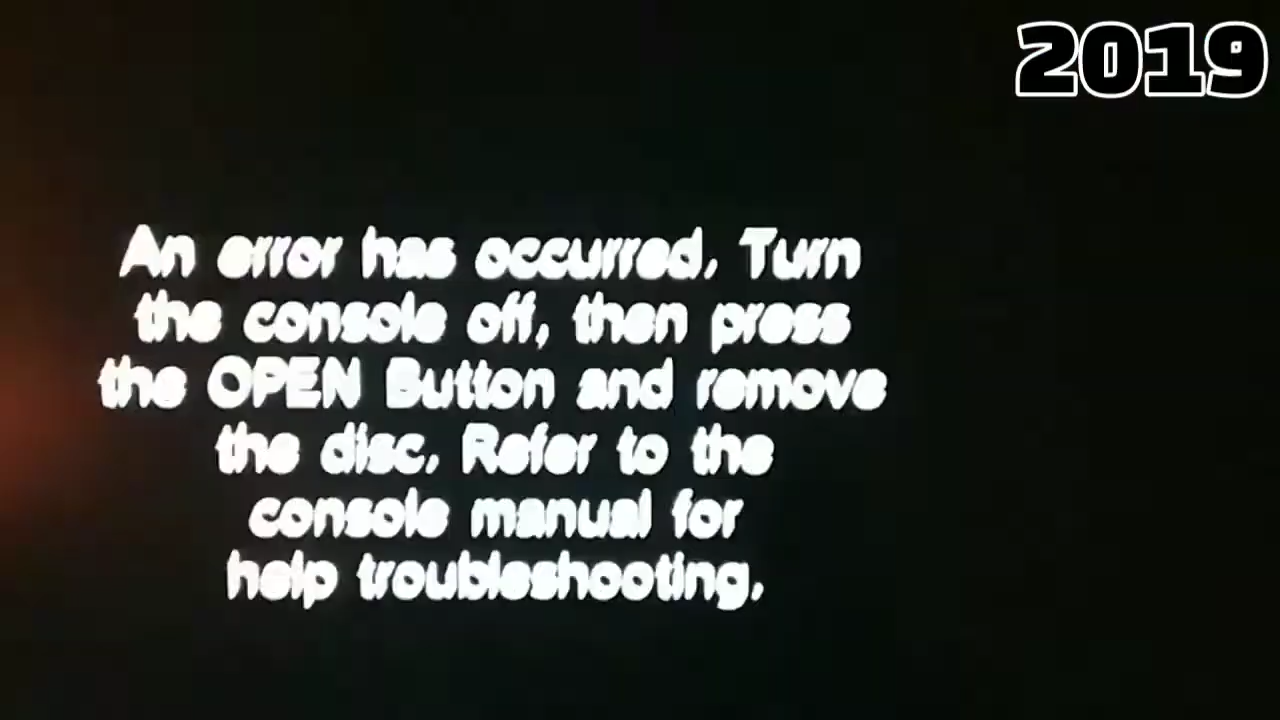 2019
An error has occurred. Turn
the console off, then press
the OPEN Button and remove
the disc. Refer to the
console manual for
help troubleshooting.